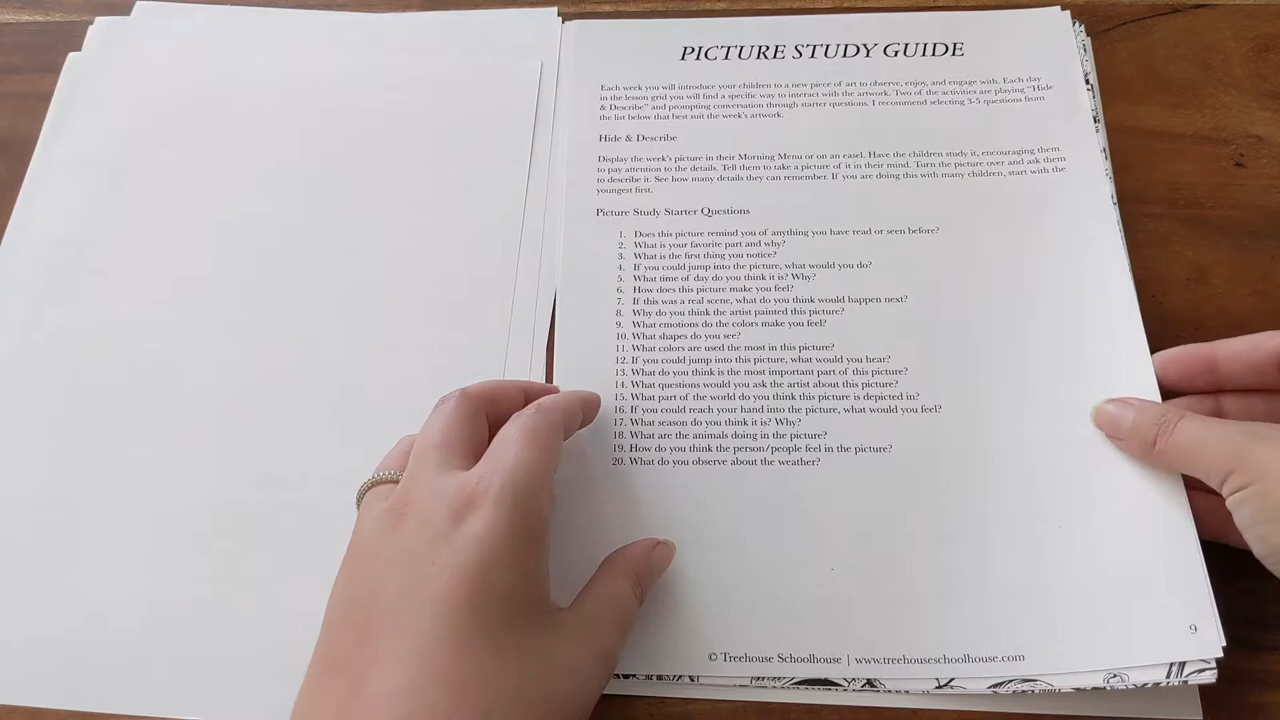 PICTURE STUDY GUIDE
Each week you will introduce your children to a new piece of art to observe, enjoy, and engage with. Each day
in the lesson grid you will find a specific way to interact with the artwork. Two of the activities are playing "Hide
& Describe" and prompting conversation through starter questions. I recommend selecting 3-5 questions from
the list below that best suit the week's artwork.
Hide & Describe
Display the week's picture in their Morning Menu or on an easel. Have the children study it, encouraging them
to pay attention to the details. Tell them to take a picture of it in their mind. Turn the picture over and ask them
to describe it. See how many details they can remember. If you are doing this with many children, start with the
youngest first.
Picture Study Starter Questions
1. Does this picture remind you of anything you have read or seen before?
2. What is your favorite part and why?
3. What is the first thing you notice?
4. If you could jump into the picture, what would you do?
5. What time of day do you think it is? Why?
6. How does this picture make you feel?
7. If this was a real scene, what do you think would happen next?
8. Why do you think the artist painted this picture?
9. What emotions do the colors make you feel?
10. What shapes do you see?
11. What colors are used the most in this picture?
12. If you could jump into this picture, what would you hear?
13. What do you think is the most important part of this picture?
14. What questions would you ask the artist about this picture?
15. What part of the world do you think this picture is depicted in?
16. If you could reach your hand into the picture, what would you feel?
17. What season do you think it is? Why?
18. What are the animals doing in the picture?
19. How do you think the person/people feel in the picture?
20. What do you observe about the weather?
9
© Treehouse Schoolhouse | www.treehouseschoolhouse.com